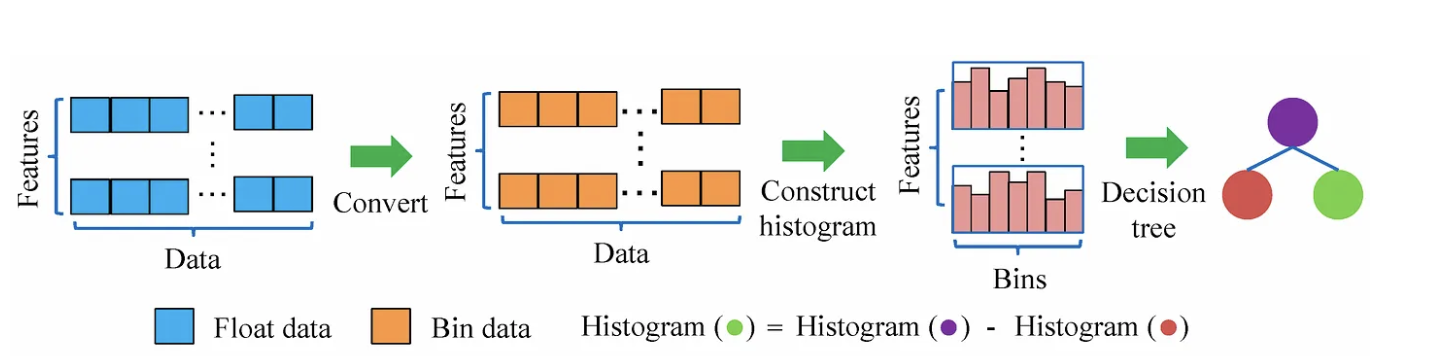 Features
Data
Convert
Features
Data
Construct
histogram
Features
Bins
Decision
tree
Float data
Bin data
Histogram ( ) = Histogram ( ) - Histogram ( )